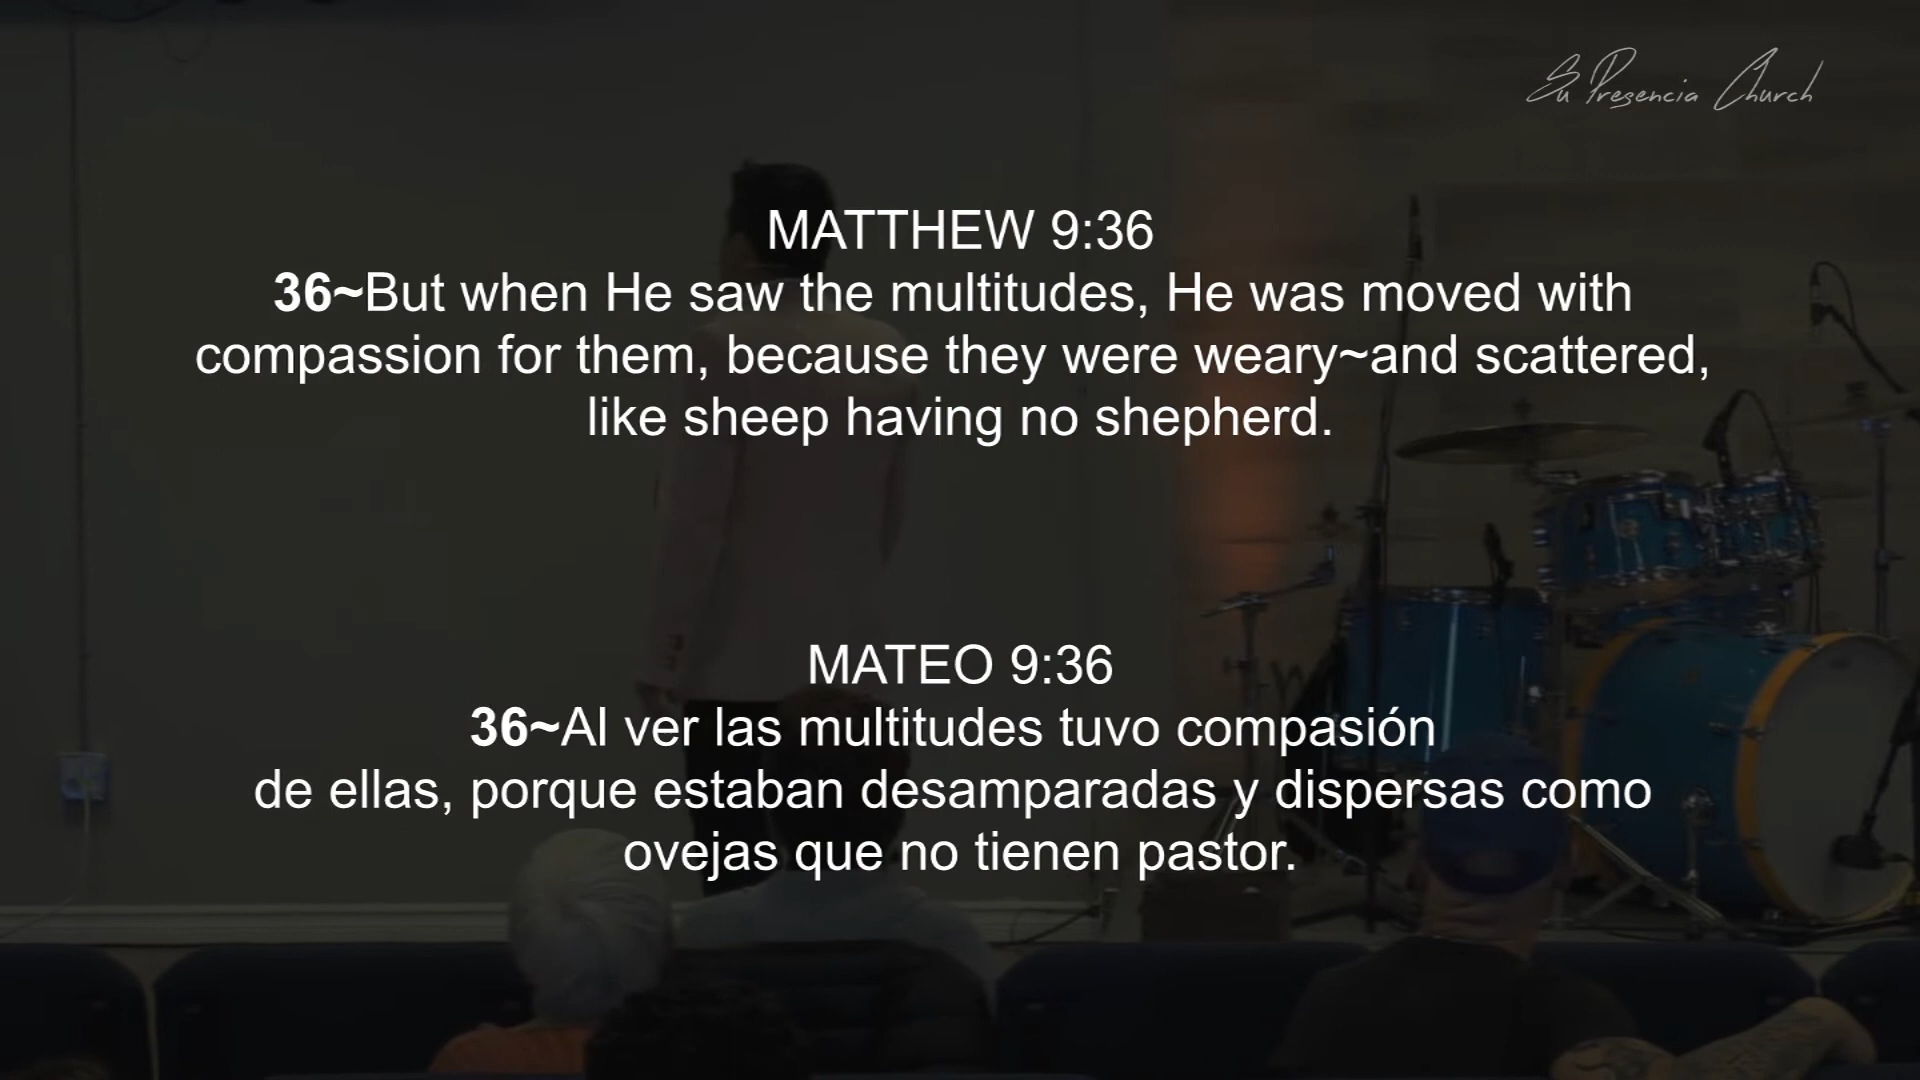 Su Presencia Church
MATTHEW 9:36
36~But when He saw the multitudes, He was moved with
compassion for them, because they were weary~and scattered,
like sheep having no shepherd.
MATEO 9:36
36~Al ver las multitudes tuvo compasión
de ellas, porque estaban desamparadas y dispersas como
ovejas que no tienen pastor.